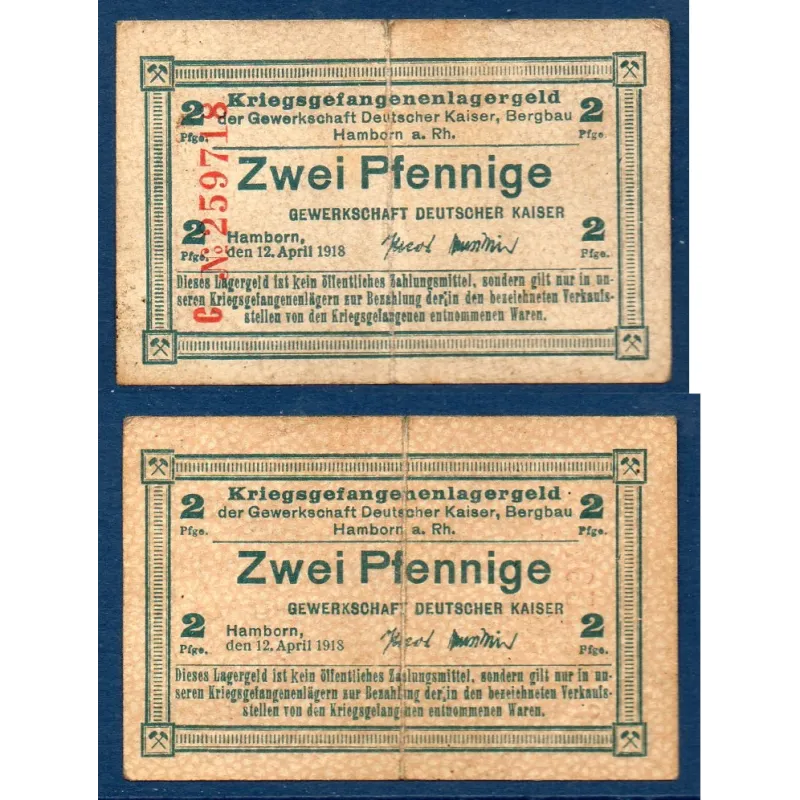 Kriegsgefangenenlagergeld
2 der Gewerkschaft Deutscher Kaiser, Bergbau 2
Pfge. Hamborn a. Rh. Pfge.
Zwei Pfennige
GEWERKSCHAFT DEUTSCHER KAISER
2 Hamborn, 2
Pfge. den 12. April 1918 Pfge.
Dieses Lagergeld ist kein öffentliches Zahlungsmittel, sondern gilt nur in un-
seren Kriegsgefangenenlägern zur Bezahlung der in den bezeichneten Verkaufs-
stellen von den Kriegsgefangenen entnommenen Waren.
G № 259718
Kriegsgefangenenlagergeld
2 der Gewerkschaft Deutscher Kaiser, Bergbau 2
Pfge. Hamborn a. Rh. Pfge.
Zwei Pfennige
GEWERKSCHAFT DEUTSCHER KAISER
2 Hamborn, 2
Pfge. den 12. April 1918 Pfge.
Dieses Lagergeld ist kein öffentliches Zahlungsmittel, sondern gilt nur in un-
seren Kriegsgefangenenlägern zur Bezahlung der in den bezeichneten Verkaufs-
stellen von den Kriegsgefangenen entnommenen Waren.